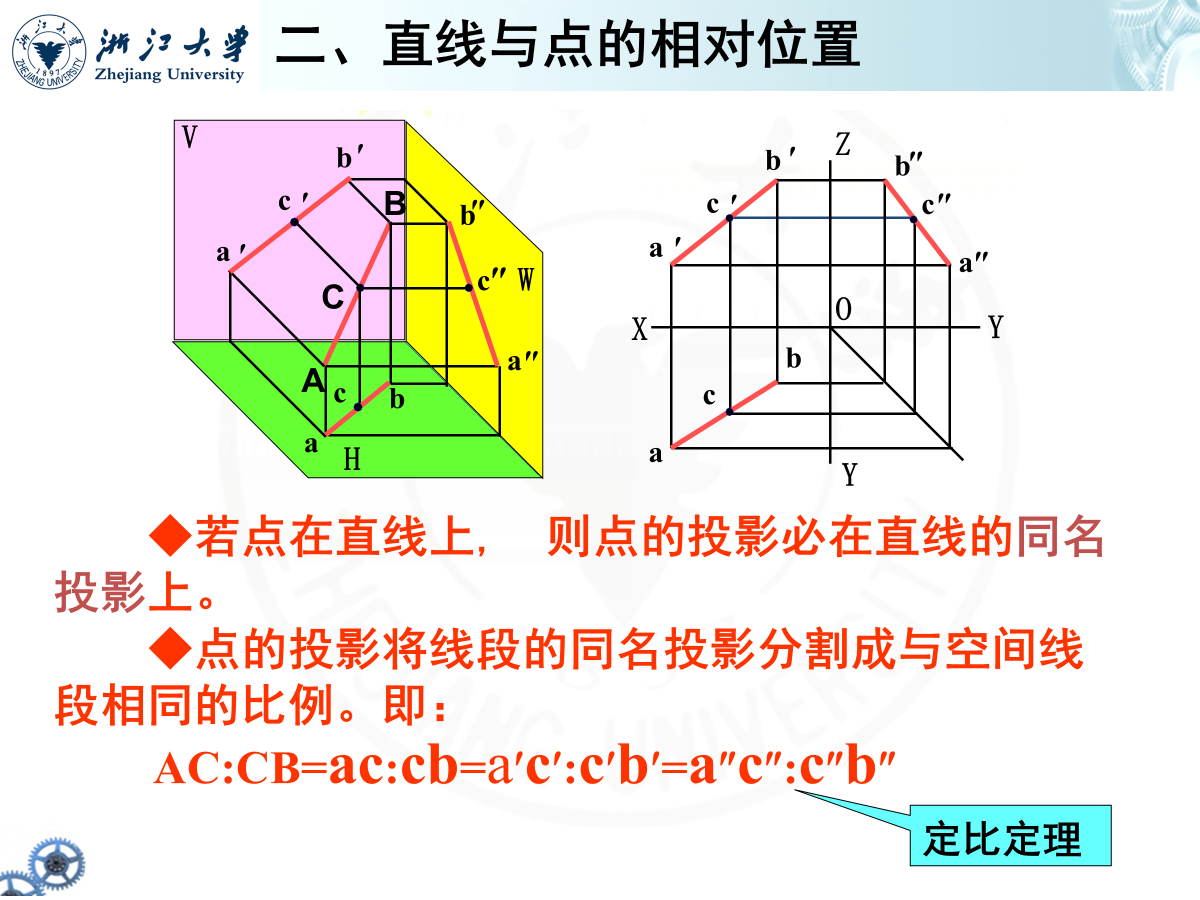 浙江大学
Zhejiang University
ZHEJIANG UNIVERSITY
1897
二、直线与点的相对位置
V
b′
c′
a′
B
b″
c″
W
C
a″
A
c
b
a
H
Z
b′
b″
c′
c″
a′
a″
O
X
Y
b
c
a
Y
◆若点在直线上, 则点的投影必在直线的同名
投影上。
◆点的投影将线段的同名投影分割成与空间线
段相同的比例。即：
AC:CB=ac:cb=a′c′:c′b′=a″c″:c″b″
定比定理